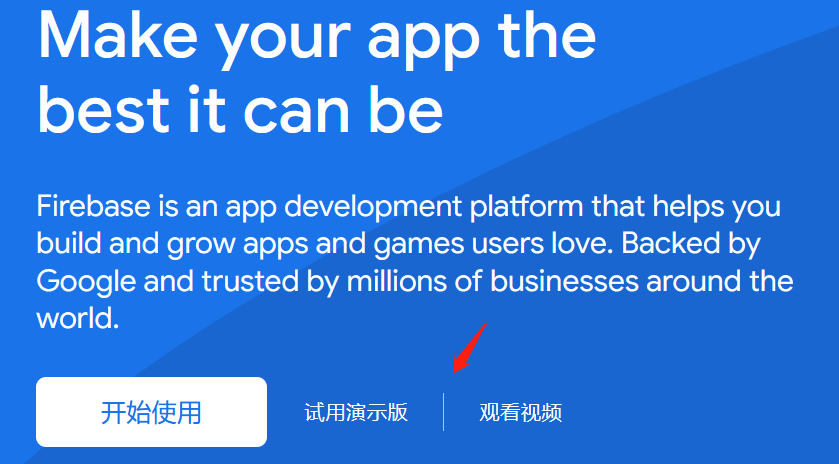 Make your app the
best it can be
Firebase is an app development platform that helps you
build and grow apps and games users love. Backed by
Google and trusted by millions of businesses around the
world.
开始使用
试用演示版
观看视频